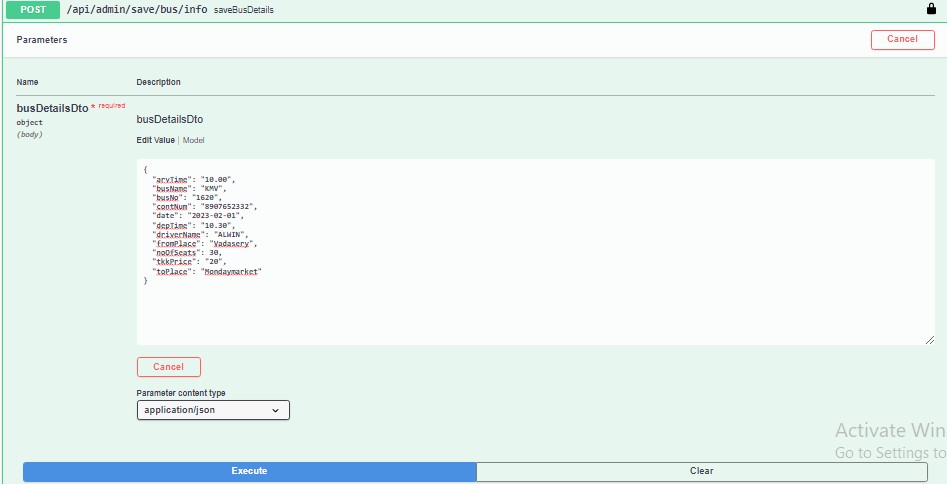 POST /api/admin/save/bus/info saveBusDetails
Parameters
Cancel
Name Description
busDetailsDto * required
object
(body)
busDetailsDto
Edit Value | Model
{
"arvTime": "10.00",
"busName": "KMV",
"busNo": "1620",
"contNum": "8907652332",
"date": "2023-02-01",
"depTime": "10.30",
"driverName": "ALWIN",
"fromPlace": "Vadasery",
"noOfSeats": 30,
"tkkPrice": "20",
"toPlace": "Mondaymarket"
}
Cancel
Parameter content type
application/json
Activate Win
Go to Settings to
Execute
Clear